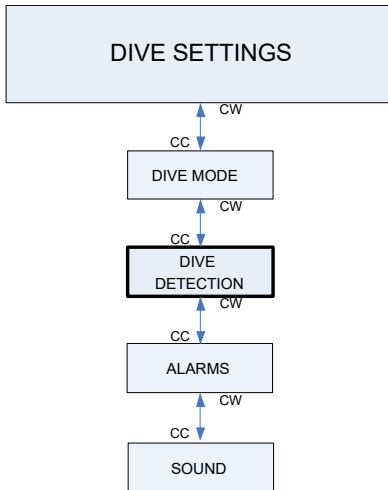 DIVE SETTINGS
CW
CC
DIVE MODE
CW
CC
DIVE
DETECTION
CW
CC
ALARMS
CW
CC
SOUND